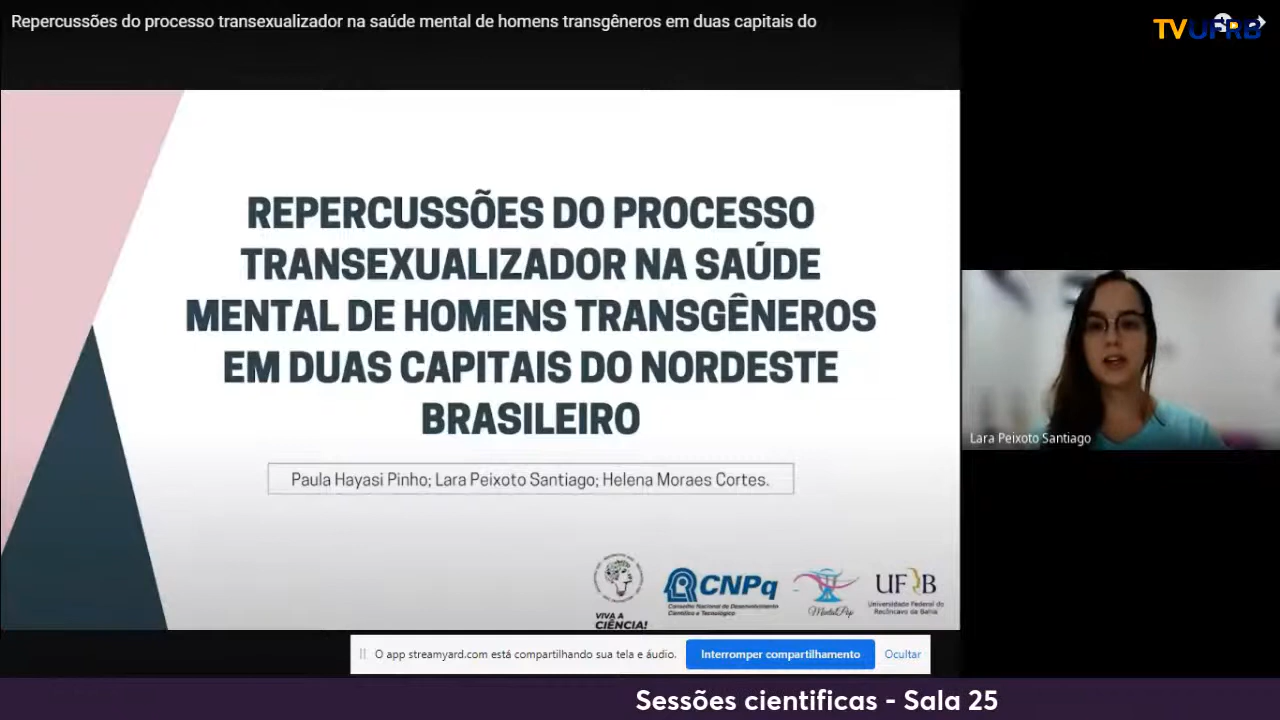 Repercussões do processo transexualizador na saúde mental de homens transgêneros em duas capitais do
TVUFRB
REPERCUSSÕES DO PROCESSO
TRANSEXUALIZADOR NA SAÚDE
MENTAL DE HOMENS TRANSGÊNEROS
EM DUAS CAPITAIS DO NORDESTE
BRASILEIRO
Paula Hayasi Pinho; Lara Peixoto Santiago; Helena Moraes Cortes.
Lara Peixoto Santiago
VIVA A
CIÊNCIA!
CNPq
Conselho Nacional de Desenvolvimento
Científico e Tecnológico
UFRB
Universidade Federal do
Recôncavo da Bahia
O app streamyard.com está compartilhando sua tela e áudio.
Interromper compartilhamento
Ocultar
Sessões cientificas - Sala 25